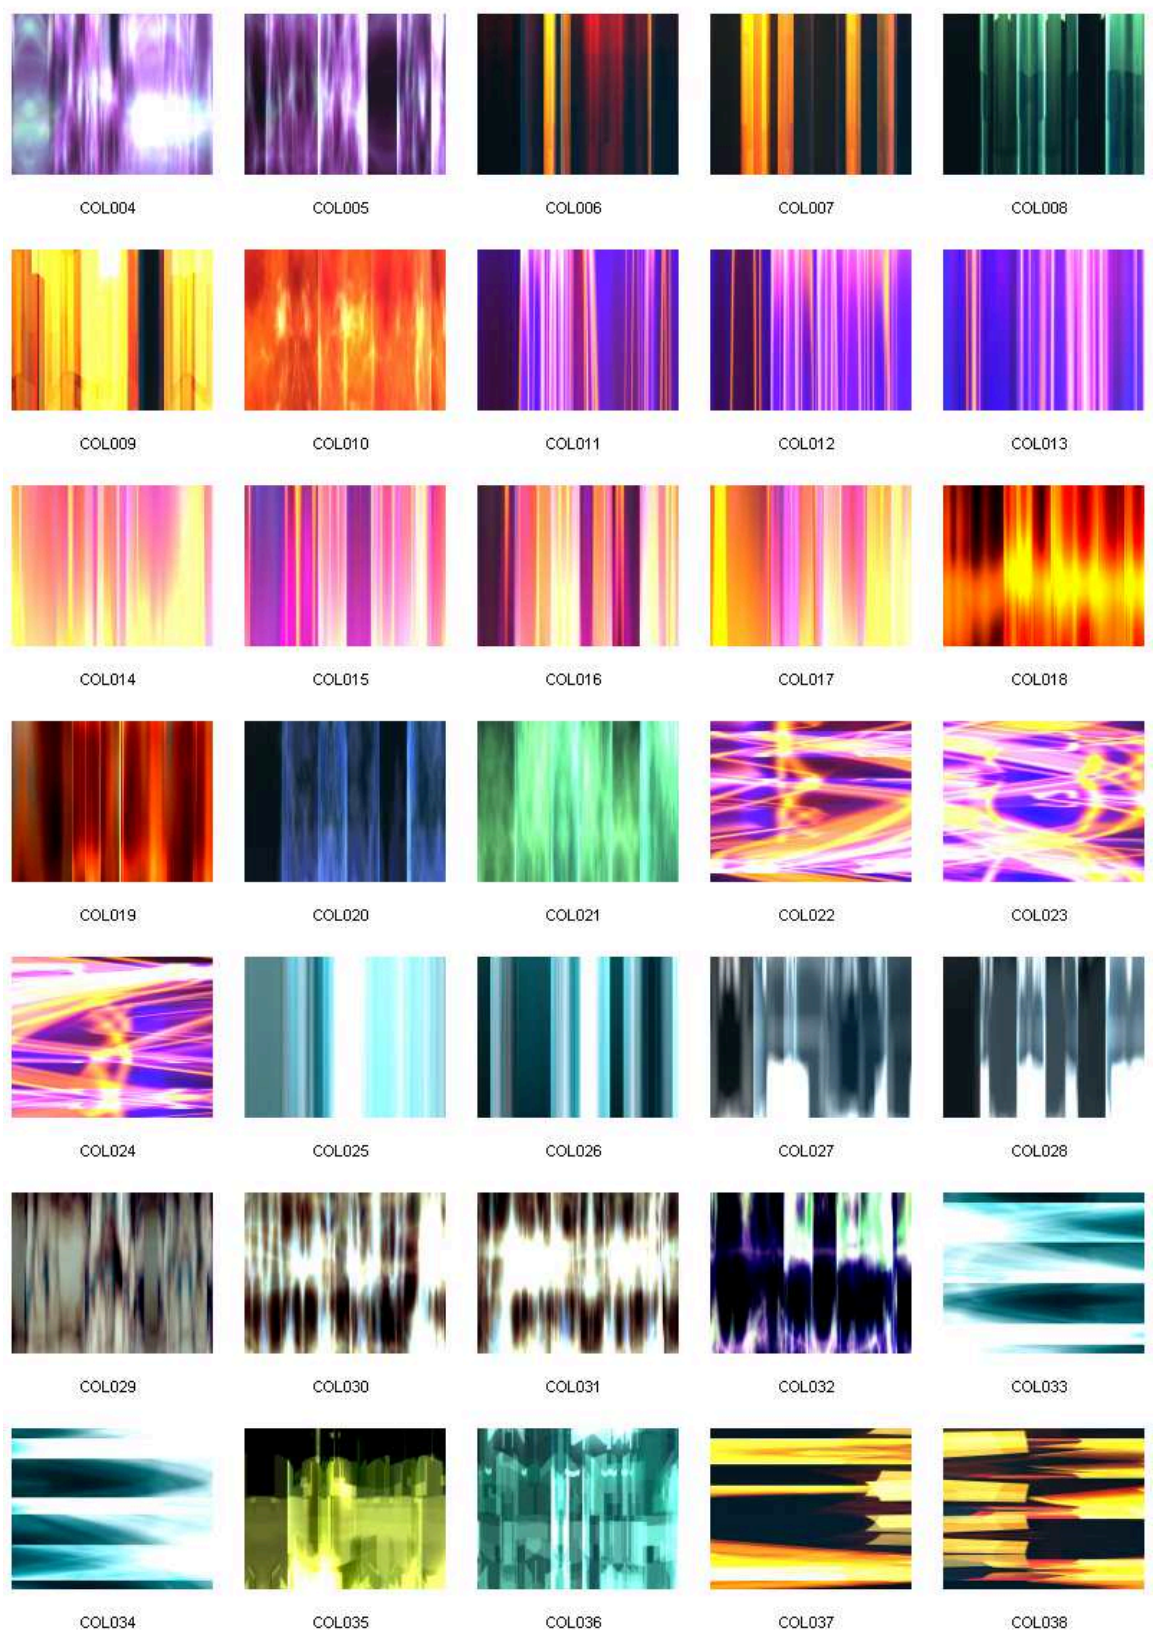 COL004 COL005 COL006 COL007 COL008
COL009 COL010 COL011 COL012 COL013
COL014 COL015 COL016 COL017 COL018
COL019 COL020 COL021 COL022 COL023
COL024 COL025 COL026 COL027 COL028
COL029 COL030 COL031 COL032 COL033
COL034 COL035 COL036 COL037 COL038